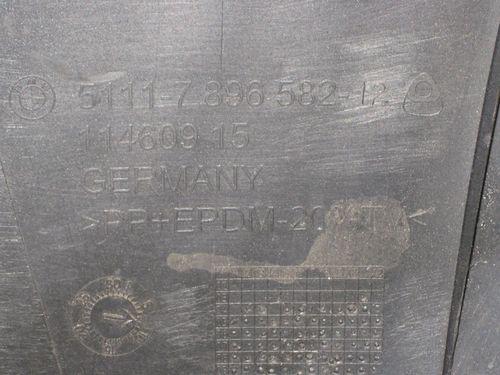 5111-7 896 582-12
114609 15
GERMANY
>PP+EPDM-